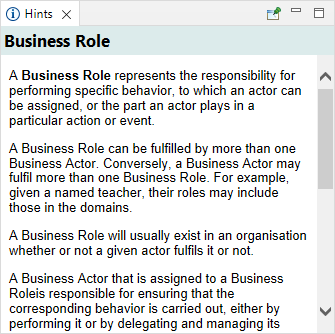 Hints
Business Role
A Business Role represents the responsibility for
performing specific behavior, to which an actor can
be assigned, or the part an actor plays in a
particular action or event.
A Business Role can be fulfilled by more than one
Business Actor. Conversely, a Business Actor may
fulfil more than one Business Role. For example,
given a named teacher, their roles may include
those in the domains.
A Business Role will usually exist in an organisation
whether or not a given actor fulfils it or not.
A Business Actor that is assigned to a Business
Roleis responsible for ensuring that the
corresponding behavior is carried out, either by
performing it or by delegating and managing its